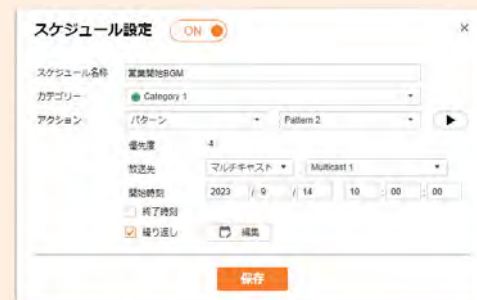 スケジュール設定 ON ×
スケジュール名称 営業開始BGM
カテゴリー Category 1
アクション パターン Pattern 2
優先度 4
放送先 マルチキャスト Multicast 1
開始時刻 2023 / 9 / 14 10 : 00 : 00
終了時刻
繰り返し 編集
保存